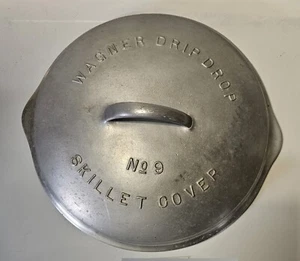 WAGNER DRIP DROP
Nº 9
SKILLET COVER